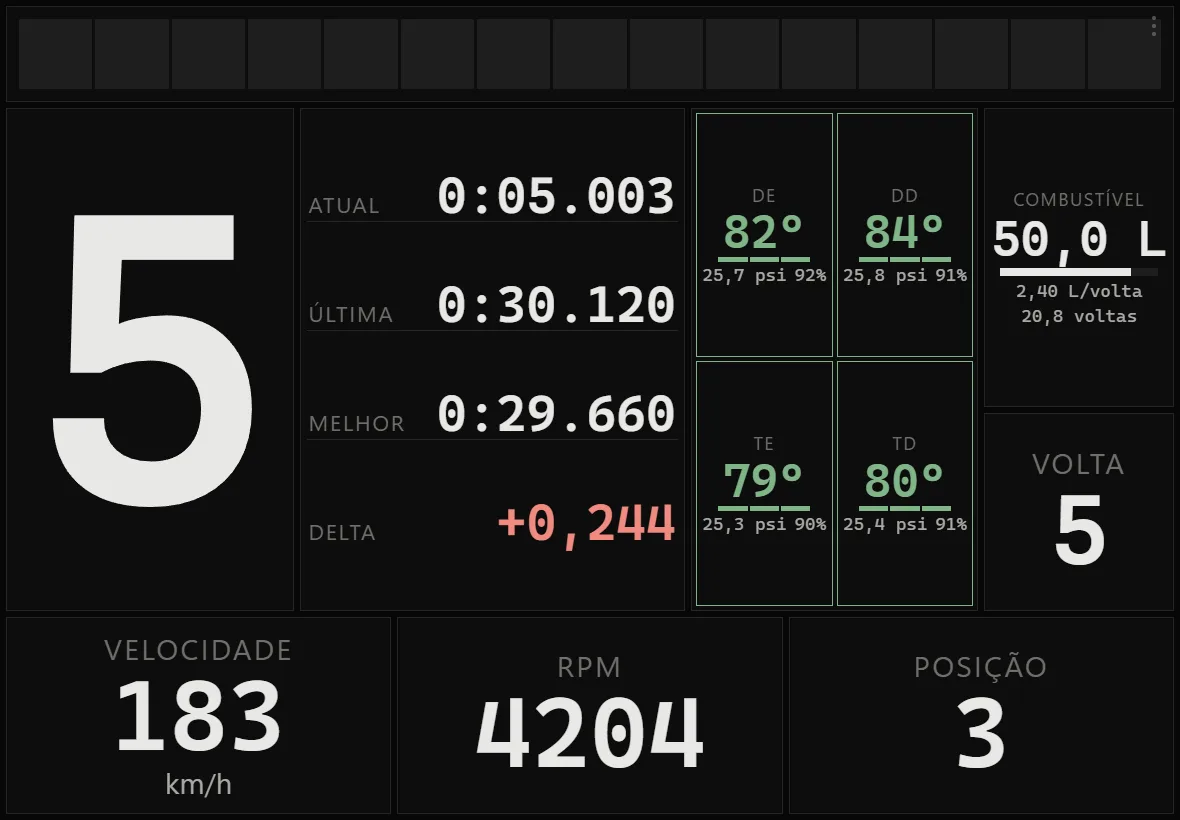 5
ATUAL 0:05.003
ÚLTIMA 0:30.120
MELHOR 0:29.660
DELTA +0,244
DE
82°
25,7 psi 92%
DD
84°
25,8 psi 91%
TE
79°
25,3 psi 90%
TD
80°
25,4 psi 91%
COMBUSTÍVEL
50,0 L
2,40 L/volta
20,8 voltas
VOLTA
5
VELOCIDADE
183
km/h
RPM
4204
POSIÇÃO
3